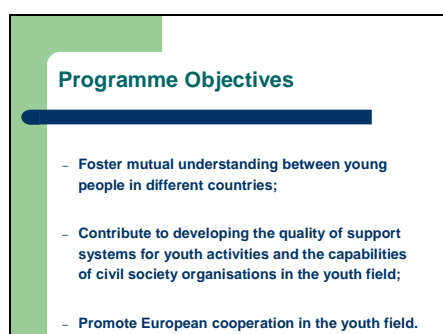 Programme Objectives
– Foster mutual understanding between young
people in different countries;
– Contribute to developing the quality of support
systems for youth activities and the capabilities
of civil society organisations in the youth field;
– Promote European cooperation in the youth field.